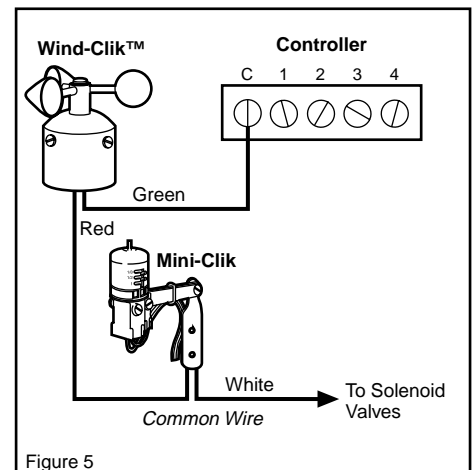 Wind-Clik™
Controller
C 1 2 3 4
Green
Red
Mini-Clik
White
To Solenoid
Valves
Common Wire
Figure 5